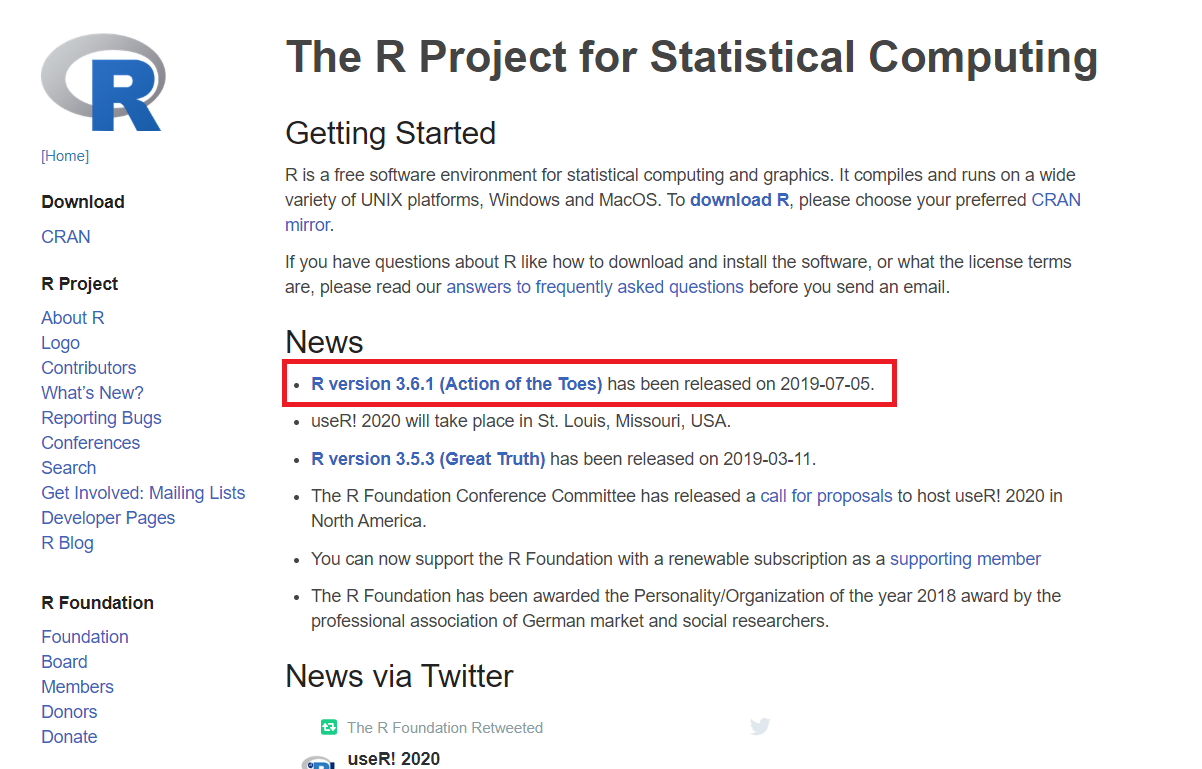 R
[Home]
Download
CRAN
R Project
About R
Logo
Contributors
What's New?
Reporting Bugs
Conferences
Search
Get Involved: Mailing Lists
Developer Pages
R Blog
R Foundation
Foundation
Board
Members
Donors
Donate
The R Project for Statistical Computing
Getting Started
R is a free software environment for statistical computing and graphics. It compiles and runs on a wide
variety of UNIX platforms, Windows and MacOS. To download R, please choose your preferred CRAN
mirror.
If you have questions about R like how to download and install the software, or what the license terms
are, please read our answers to frequently asked questions before you send an email.
News
• R version 3.6.1 (Action of the Toes) has been released on 2019-07-05.
• useR! 2020 will take place in St. Louis, Missouri, USA.
• R version 3.5.3 (Great Truth) has been released on 2019-03-11.
• The R Foundation Conference Committee has released a call for proposals to host useR! 2020 in
North America.
• You can now support the R Foundation with a renewable subscription as a supporting member
• The R Foundation has been awarded the Personality/Organization of the year 2018 award by the
professional association of German market and social researchers.
News via Twitter
The R Foundation Retweeted
useR! 2020